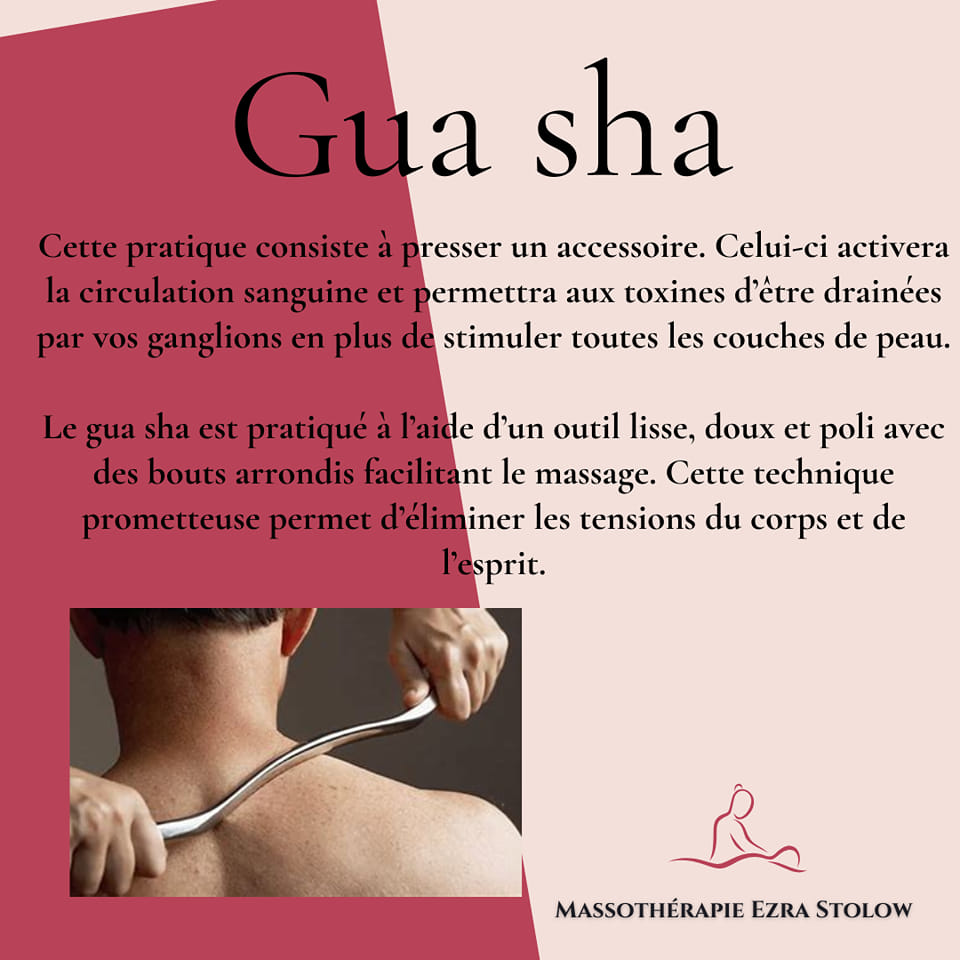 Gua sha
Cette pratique consiste à presser un accessoire. Celui-ci activera
la circulation sanguine et permettra aux toxines d’être drainées
par vos ganglions en plus de stimuler toutes les couches de peau.
Le gua sha est pratiqué à l’aide d’un outil lisse, doux et poli avec
des bouts arrondis facilitant le massage. Cette technique
prometteuse permet d’éliminer les tensions du corps et de
l’esprit.
Massothérapie Ezra Stolow